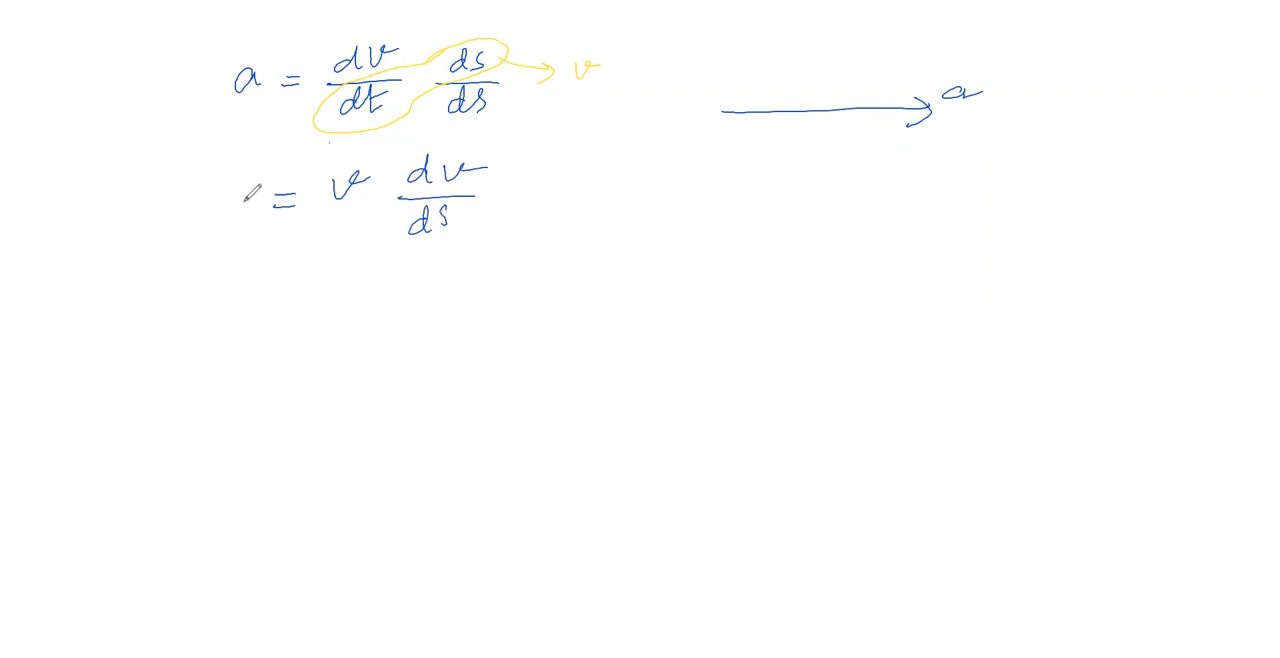 a = dv/dt ds/ds → v
a
= v dv/ds